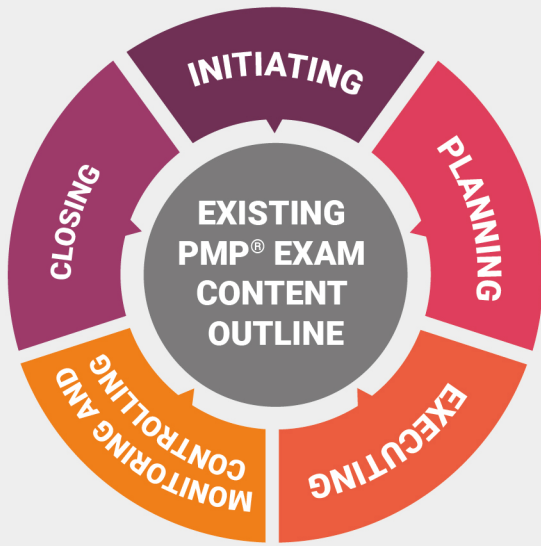 INITIATING
PLANNING
EXECUTING
MONITORING AND
CONTROLLING
CLOSING
EXISTING
PMP® EXAM
CONTENT
OUTLINE